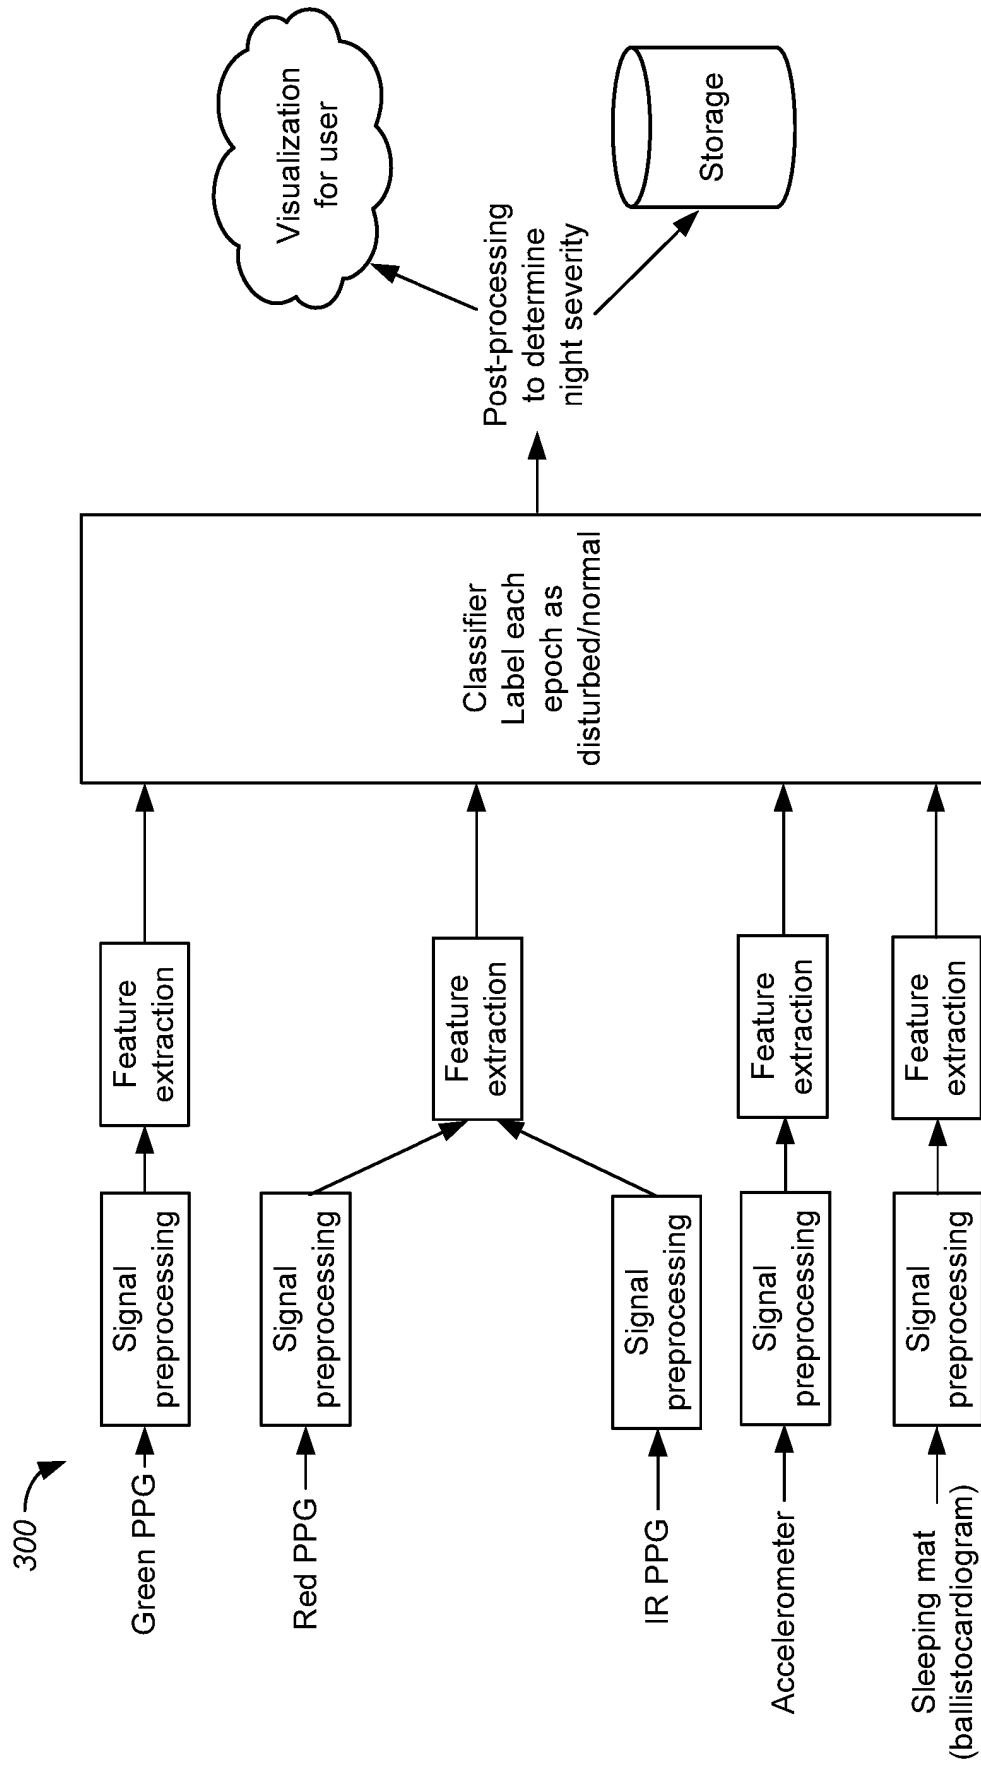 300
Green PPG
Signal
preprocessing
Feature
extraction
Red PPG
Signal
preprocessing
IR PPG
Signal
preprocessing
Feature
extraction
Accelerometer
Signal
preprocessing
Feature
extraction
Sleeping mat
(ballistocardiogram)
Signal
preprocessing
Feature
extraction
Classifier
Label each
epoch as
disturbed/normal
Post-processing
to determine
night severity
Visualization
for user
Storage